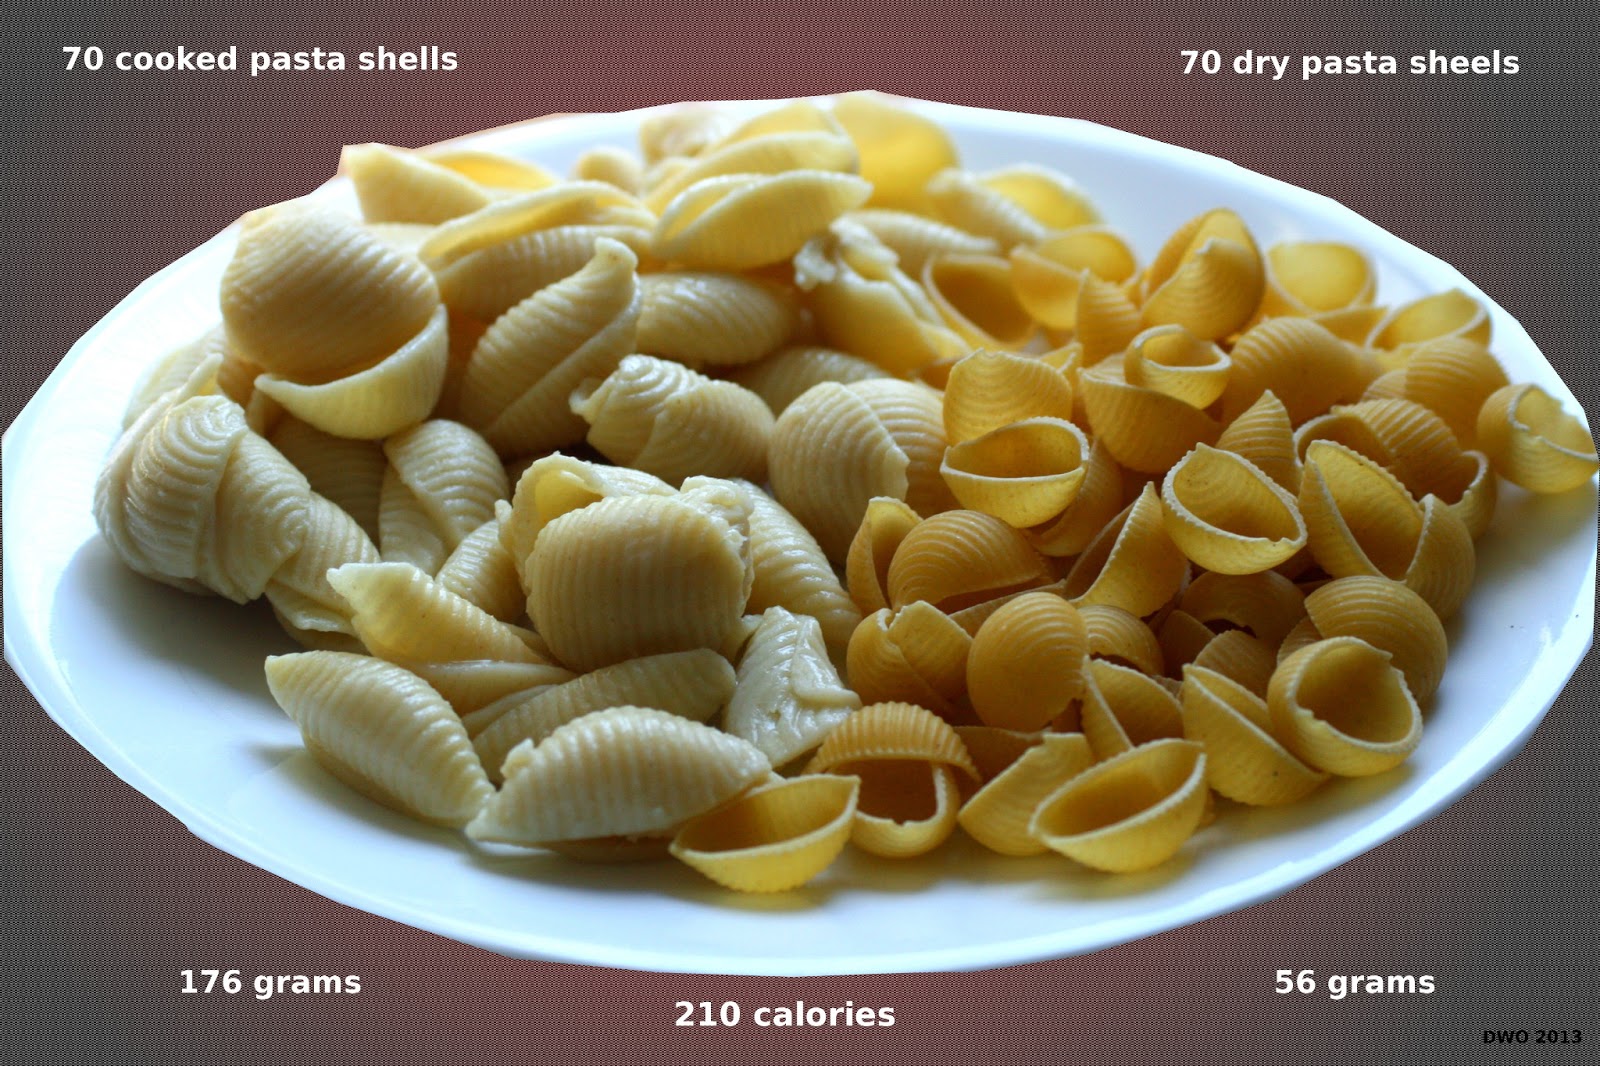 70 cooked pasta shells
70 dry pasta sheels
176 grams
56 grams
210 calories
DWO 2013